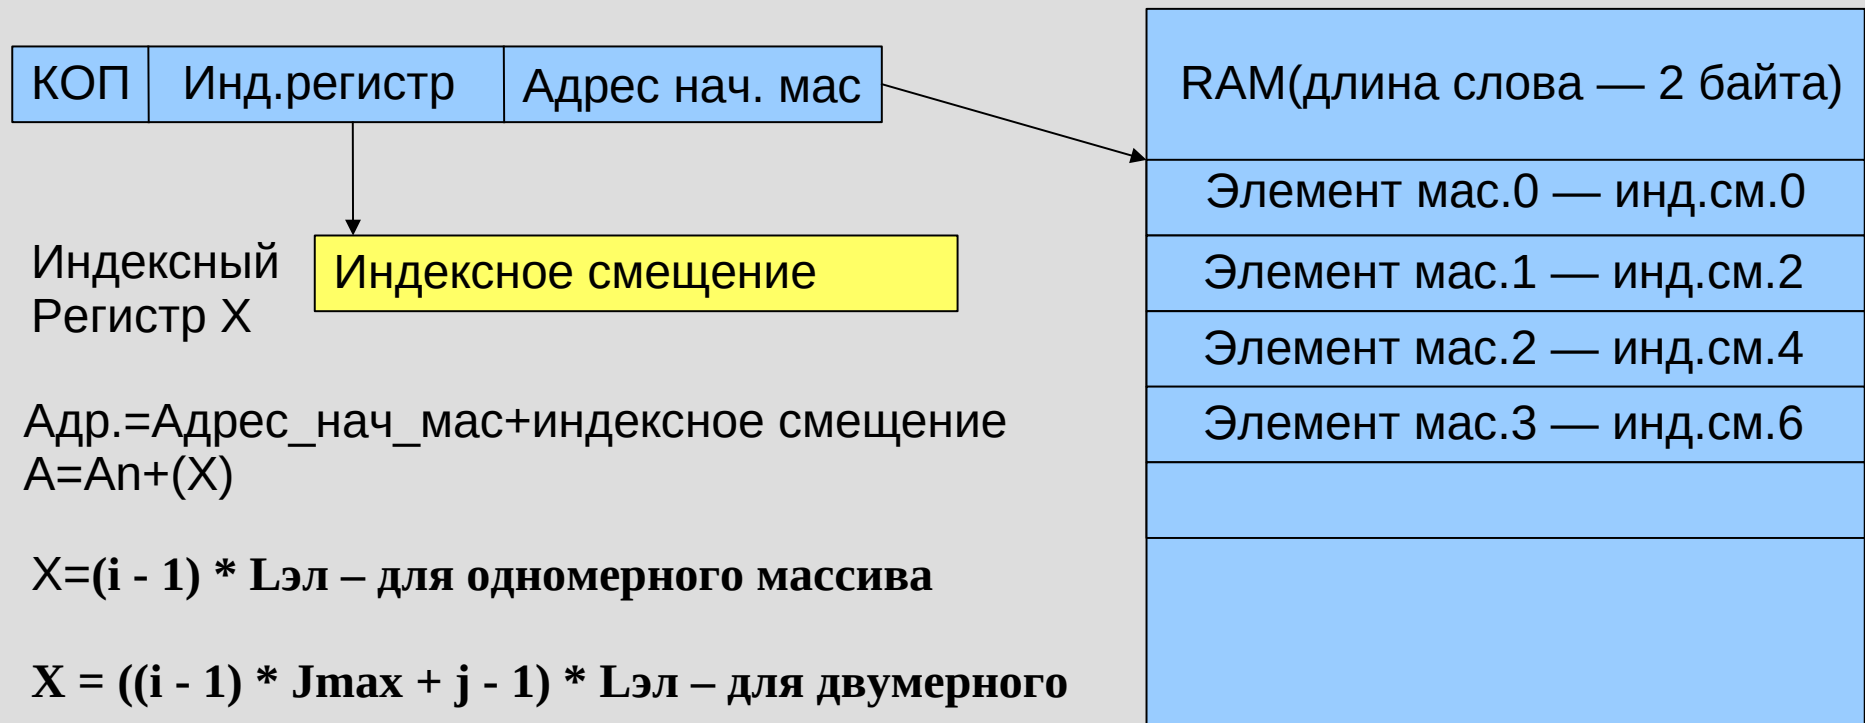 КОП Инд.регистр Адрес нач. мас
RAM(длина слова — 2 байта)
Элемент мас.0 — инд.см.0
Индексный
Регистр X
Индексное смещение
Элемент мас.1 — инд.см.2
Элемент мас.2 — инд.см.4
Элемент мас.3 — инд.см.6
Адр.=Адрес_нач_мас+индексное смещение
A=An+(X)
X=(i - 1) * Lэл – для одномерного массива
X = ((i - 1) * Jmax + j - 1) * Lэл – для двумерного